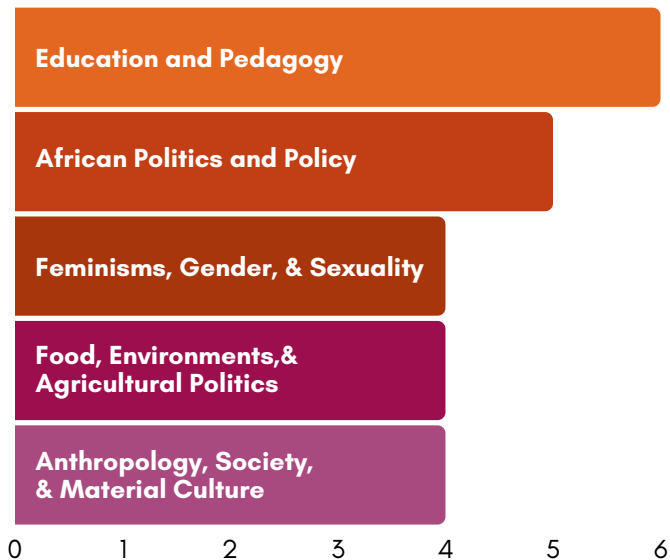 Education and Pedagogy
African Politics and Policy
Feminisms, Gender, & Sexuality
Food, Environments,&
Agricultural Politics
Anthropology, Society,
& Material Culture
0 1 2 3 4 5 6